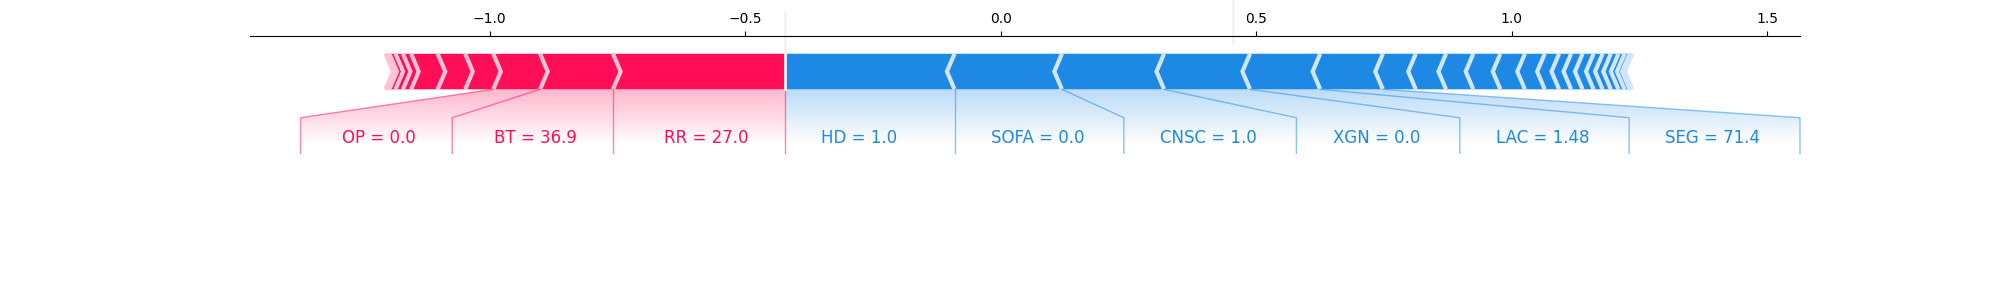 −1.0 −0.5 0.0 0.5 1.0 1.5
OP = 0.0 BT = 36.9 RR = 27.0 HD = 1.0 SOFA = 0.0 CNSC = 1.0 XGN = 0.0 LAC = 1.48 SEG = 71.4